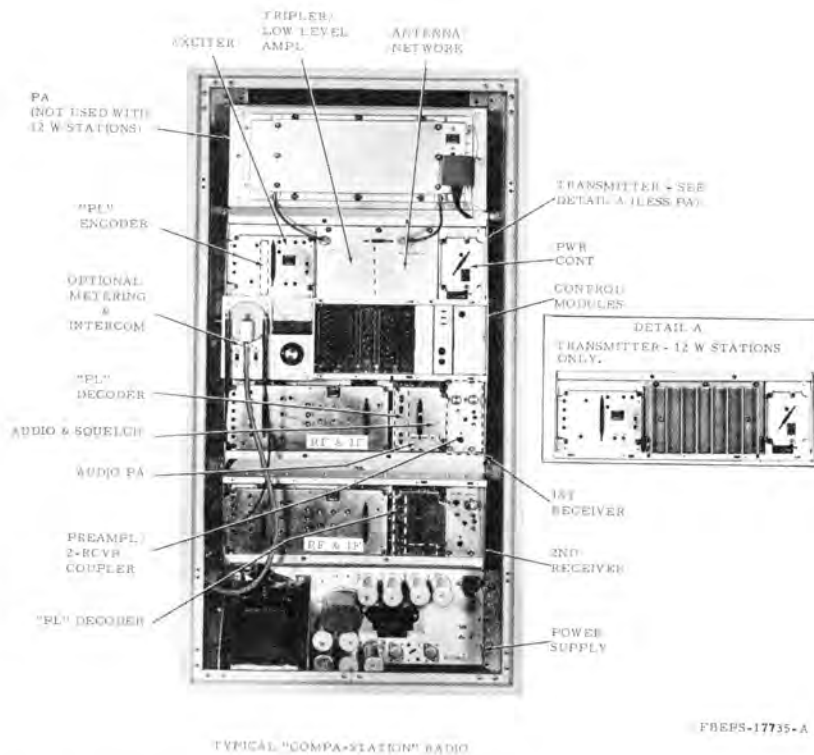 TRIPLER/
LOW LEVEL
AMPL
EXCITER
ANTENNA
NETWORK
PA
(NOT USED WITH
12 W STATIONS)
"PL"
ENCODER
OPTIONAL
METERING
&
INTERCOM
"PL"
DECODER
AUDIO & SQUELCH
AUDIO PA
PREAMPL/
2-RCVR
COUPLER
"PL" DECODER
RF & IF
RF & IF
TRANSMITTER - SEE
DETAIL A (LESS PA)
PWR
CONT
CONTROL
MODULES
DETAIL A
TRANSMITTER - 12 W STATIONS
ONLY.
1ST
RECEIVER
2ND
RECEIVER
POWER
SUPPLY
TYPICAL "COMPA-STATION" RADIO
FBEPS-17735-A